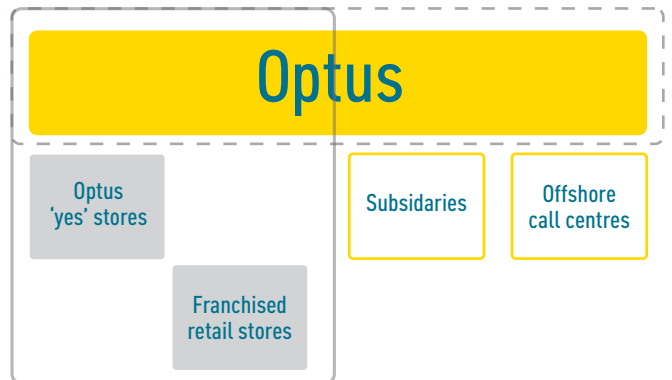 Optus
Optus
‘yes’ stores
Subsidaries
Offshore
call centres
Franchised
retail stores